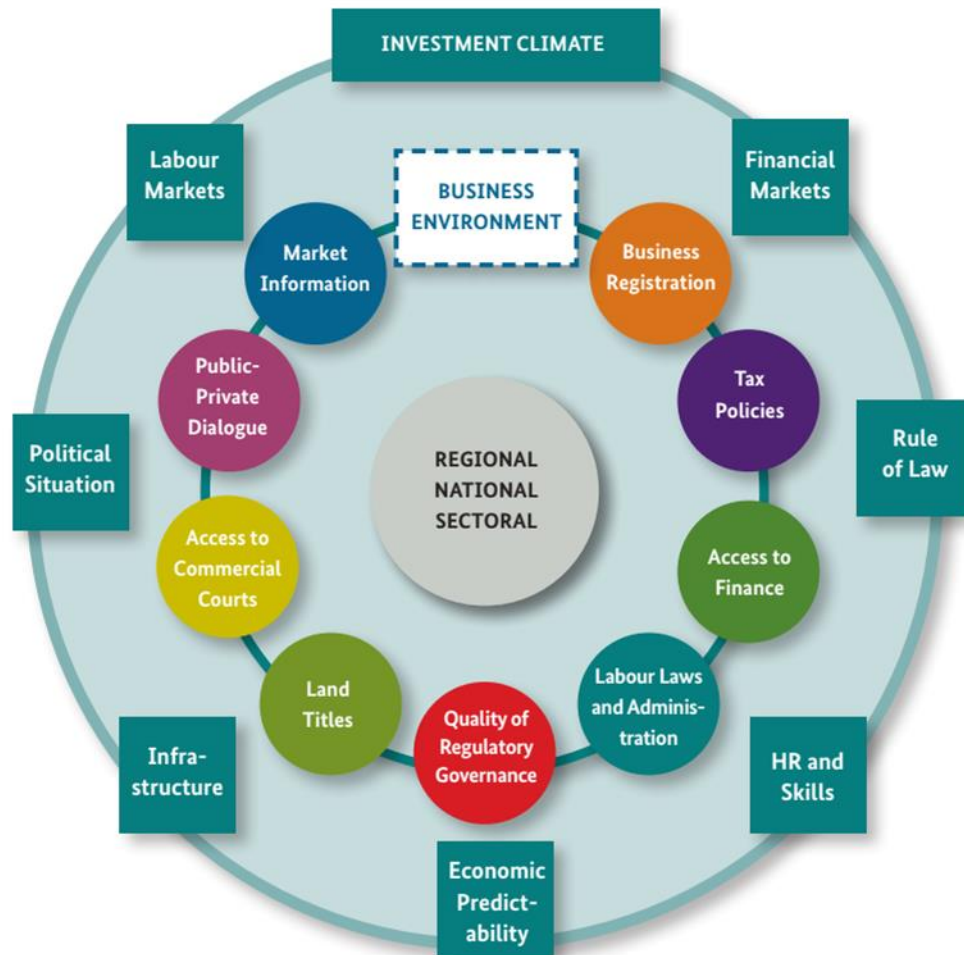 INVESTMENT CLIMATE
Labour
Markets
Financial
Markets
BUSINESS
ENVIRONMENT
Market
Information
Business
Registration
Public-
Private
Dialogue
Tax
Policies
Political
Situation
REGIONAL
NATIONAL
SECTORAL
Rule
of Law
Access to
Commercial
Courts
Access to
Finance
Land
Titles
Quality of
Regulatory
Governance
Labour Laws
and Adminis-
tration
Infra-
structure
HR and
Skills
Economic
Predict-
ability